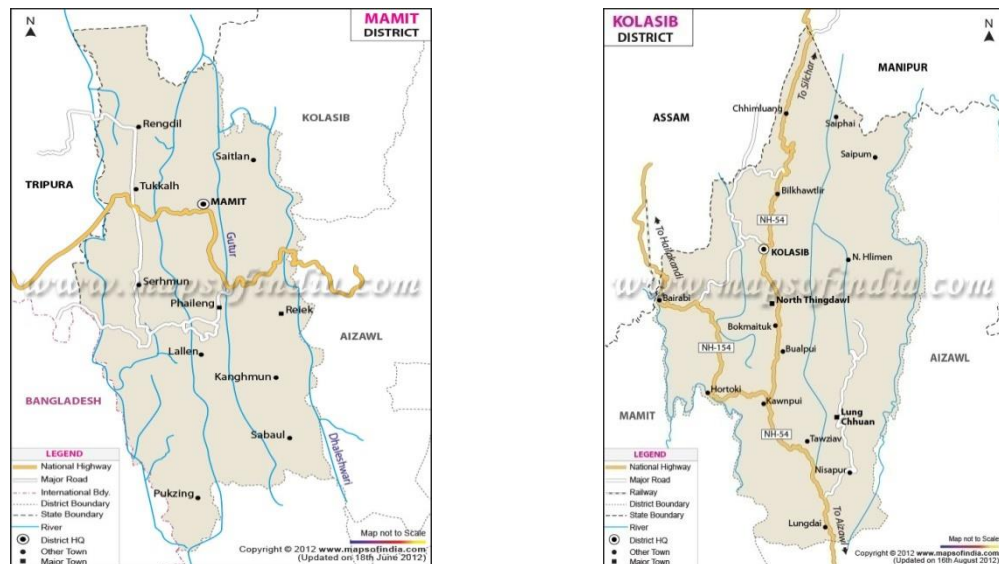 MAMIT
DISTRICT
N
KOLASIB
Rengdil
Saitlan
TRIPURA
Tukkalh
MAMIT
Gutur
www.mapsofindia.com
Serhmun
Phaileng
Reiek
AIZAWL
Lallen
Kanghmun
BANGLADESH
Sabaul
Dhaleshwari
Pukzing
LEGEND
National Highway
Major Road
International Bdy.
District Boundary
State Boundary
River
District HQ
Other Town
Major Town
Map not to Scale
Copyright © 2012 www.mapsofindia.com
(Updated on 18th June 2012)
KOLASIB
DISTRICT
N
To Silchar
MANIPUR
ASSAM
Chhimluang
Saiphai
Saipum
Bilkhawtlir
NH-54
To Hailakandi
KOLASIB
N. Hlimen
www.mapsofindia.com
Bairabi
North Thingdawl
Bokmaituk
NH-154
Bualpui
AIZAWL
Hortoki
Kawnpui
MAMIT
Lung
Chhuan
NH-54
Tawziav
Nisapur
Lungdai
To Aizawl
LEGEND
National Highway
Major Road
Railway
District Boundary
State Boundary
River
District HQ
Other Town
Major Town
Map not to Scale
Copyright © 2012 www.mapsofindia.com
(Updated on 16th August 2012)